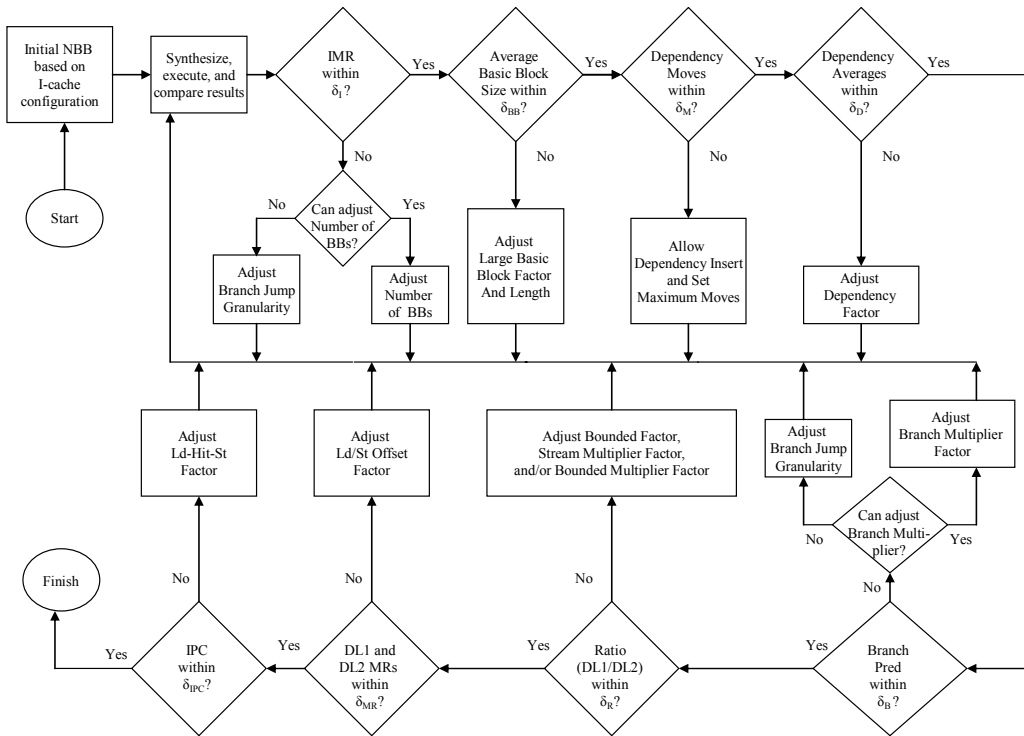 Initial NBB
based on
I-cache
configuration
Start
Synthesize,
execute, and
compare results
IMR
within
δI?
Yes
No
Can adjust
Number of
BBs?
No
Yes
Adjust
Branch Jump
Granularity
Adjust
Number
of BBs
Average
Basic Block
Size within
δBB?
Yes
No
Adjust
Large Basic
Block Factor
And Length
Dependency
Moves
within
δM?
Yes
No
Allow
Dependency Insert
and Set
Maximum Moves
Dependency
Averages
within
δD?
Yes
No
Adjust
Dependency
Factor
Branch
Pred
within
δB?
No
Can adjust
Branch Multi-
plier?
No
Yes
Adjust
Branch Jump
Granularity
Adjust
Branch Multiplier
Factor
Yes
Ratio
(DL1/DL2)
within
δR?
No
Adjust Bounded Factor,
Stream Multiplier Factor,
and/or Bounded Multiplier Factor
Yes
DL1 and
DL2 MRs
within
δMR?
No
Adjust
Ld/St Offset
Factor
Yes
IPC
within
δIPC?
No
Adjust
Ld-Hit-St
Factor
Yes
Finish